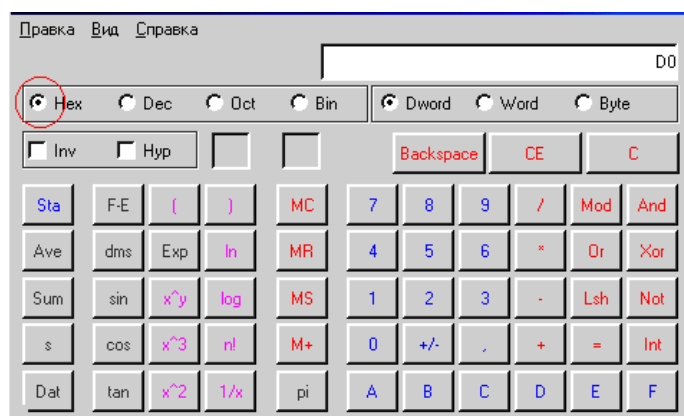 Правка Вид Справка
D0
Hex Dec Oct Bin Dword Word Byte
Inv Hyp Backspace CE C
Sta F-E ( ) MC 7 8 9 / Mod And
Ave dms Exp ln MR 4 5 6 * Or Xor
Sum sin x^y log MS 1 2 3 - Lsh Not
s cos x^3 n! M+ 0 +/- , + = Int
Dat tan x^2 1/x pi A B C D E F